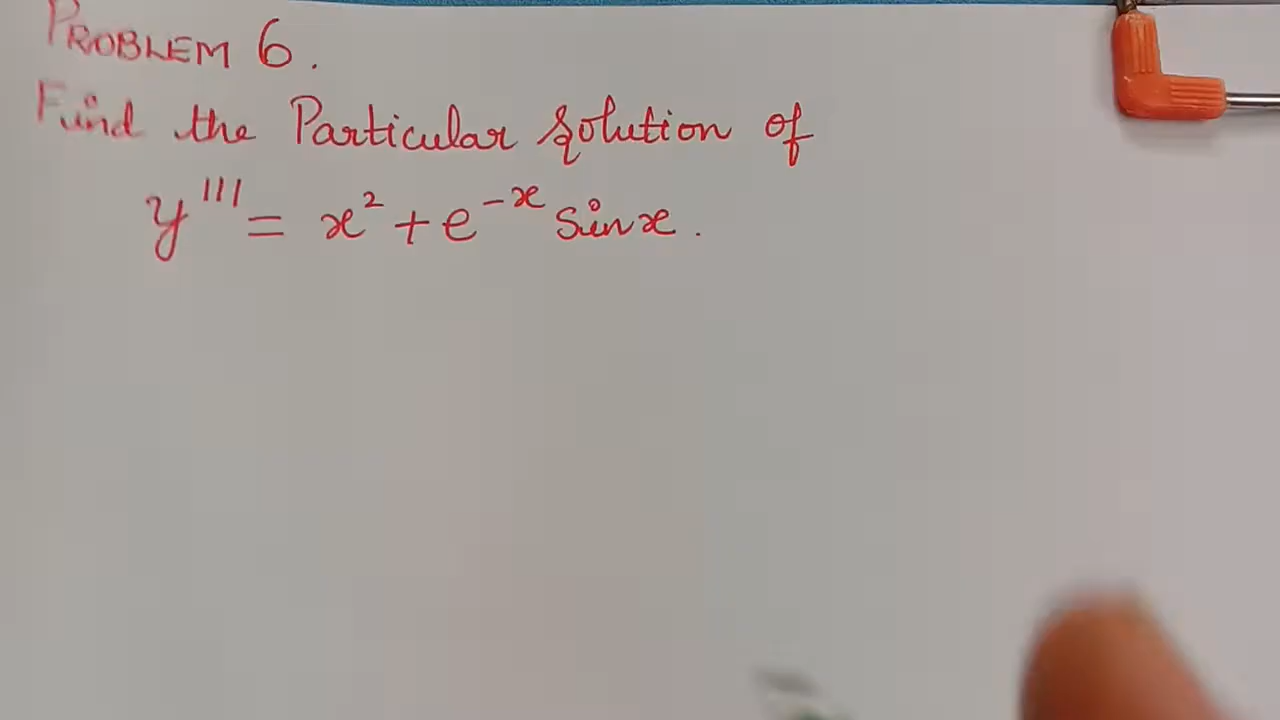 PROBLEM 6.
Find the Particular Solution of
y''' = x² + e⁻ˣ sin x.